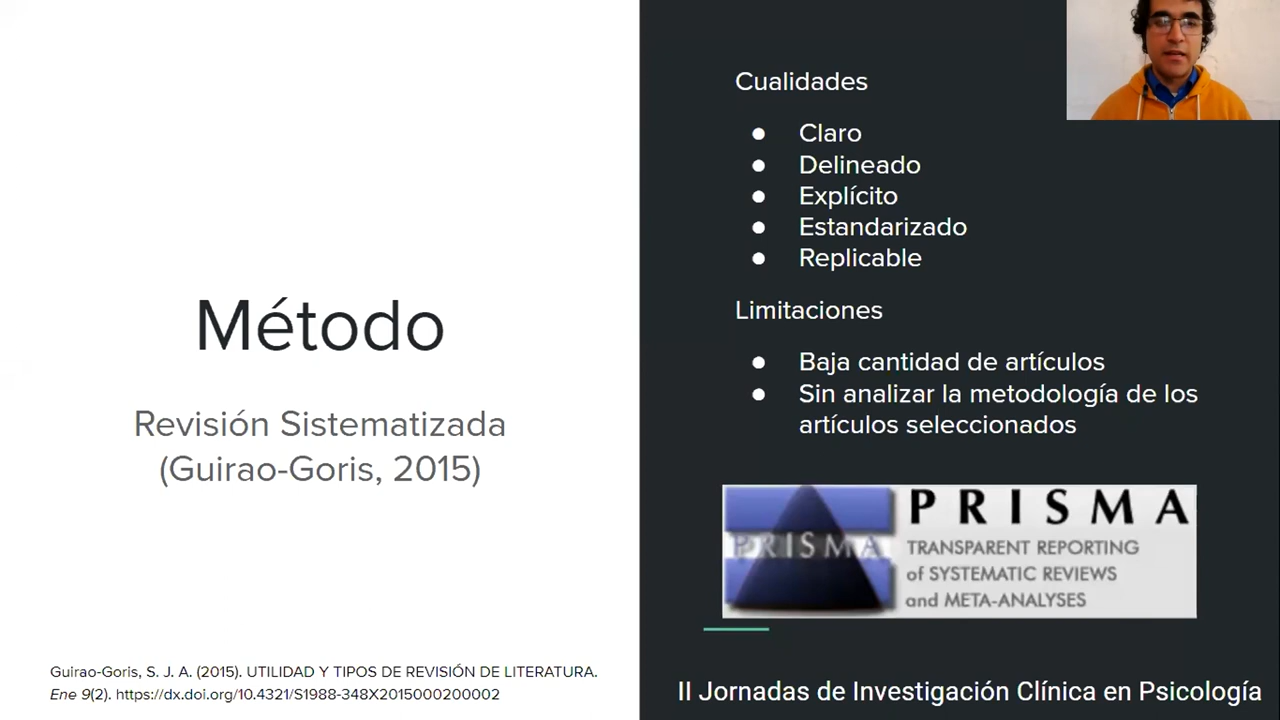 Método
Revisión Sistematizada
(Guirao-Goris, 2015)
Guirao-Goris, S. J. A. (2015). UTILIDAD Y TIPOS DE REVISIÓN DE LITERATURA.
Ene 9(2). https://dx.doi.org/10.4321/S1988-348X2015000200002
Cualidades
● Claro
● Delineado
● Explícito
● Estandarizado
● Replicable
Limitaciones
● Baja cantidad de artículos
● Sin analizar la metodología de los
artículos seleccionados
PRISMA
PRISMA
TRANSPARENT REPORTING
of SYSTEMATIC REVIEWS
and META-ANALYSES
II Jornadas de Investigación Clínica en Psicología